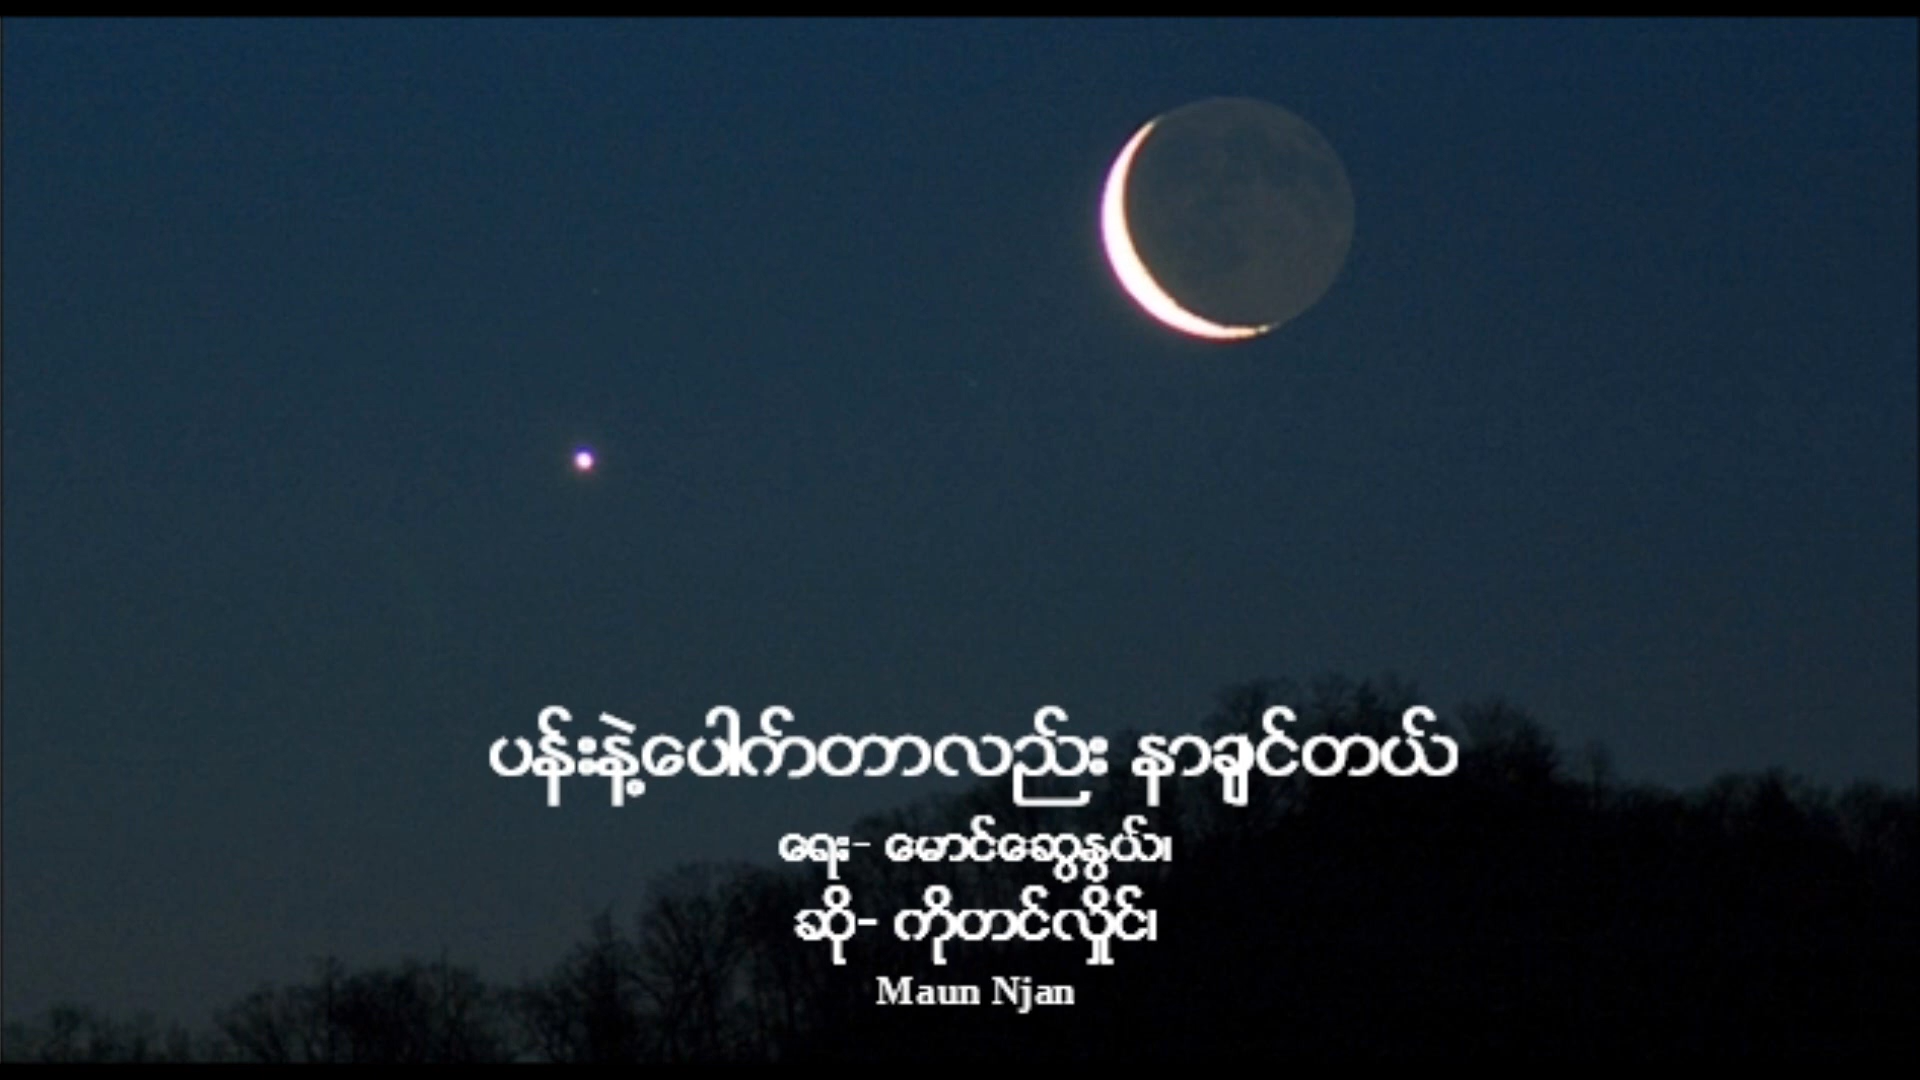 ပန်းနဲ့ပေါက်တာလည်း နာချင်တယ်
ရေး- မောင်ဆွေနွယ်၊
ဆို- ကိုတင်လှိုင်၊
Maun Njan